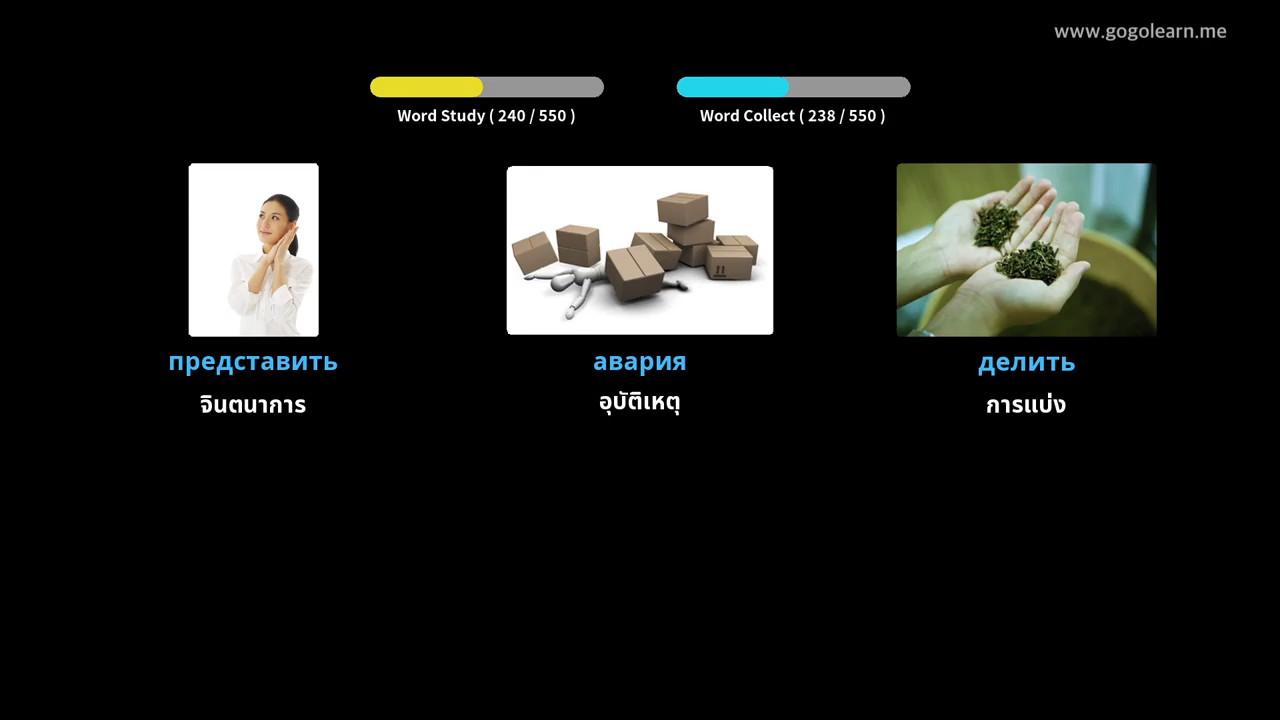 www.gogolearn.me
Word Study ( 240 / 550 )
Word Collect ( 238 / 550 )
представить
авария
делить
จินตนาการ
อุบัติเหตุ
การแบ่ง